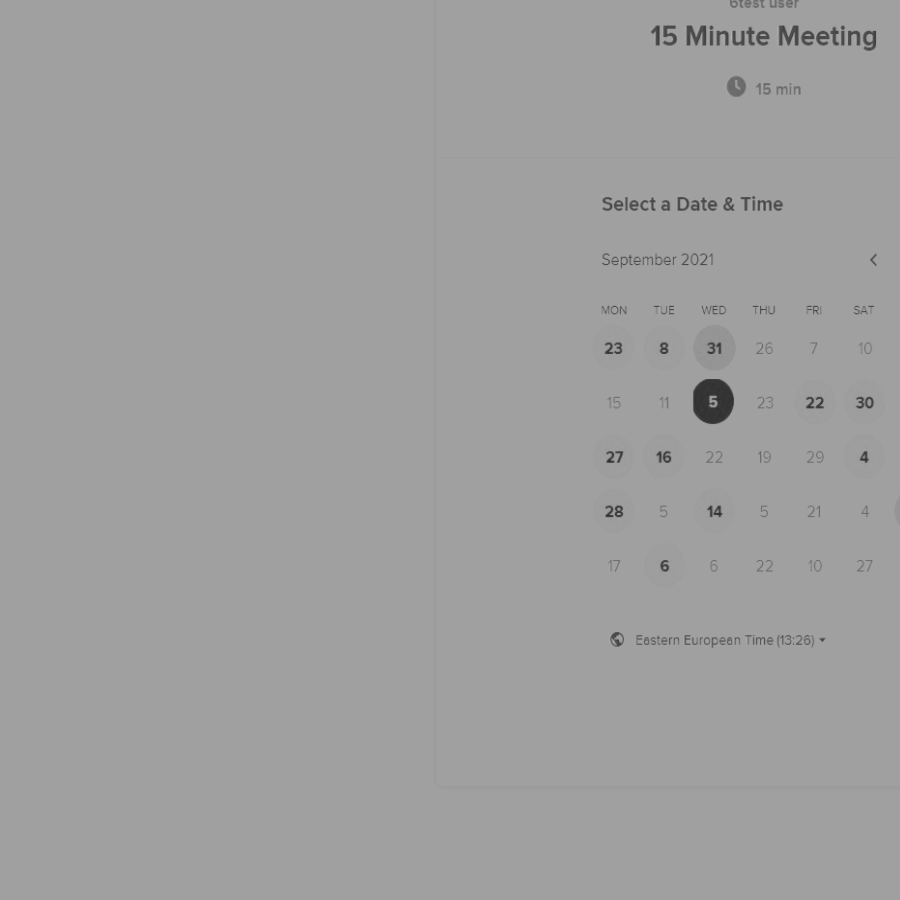 6test user
15 Minute Meeting
15 min
Select a Date & Time
September 2021
MON TUE WED THU FRI SAT
23 8 31 26 7 10
15 11 5 23 22 30
27 16 22 19 29 4
28 5 14 5 21 4
17 6 6 22 10 27
Eastern European Time (13:26)